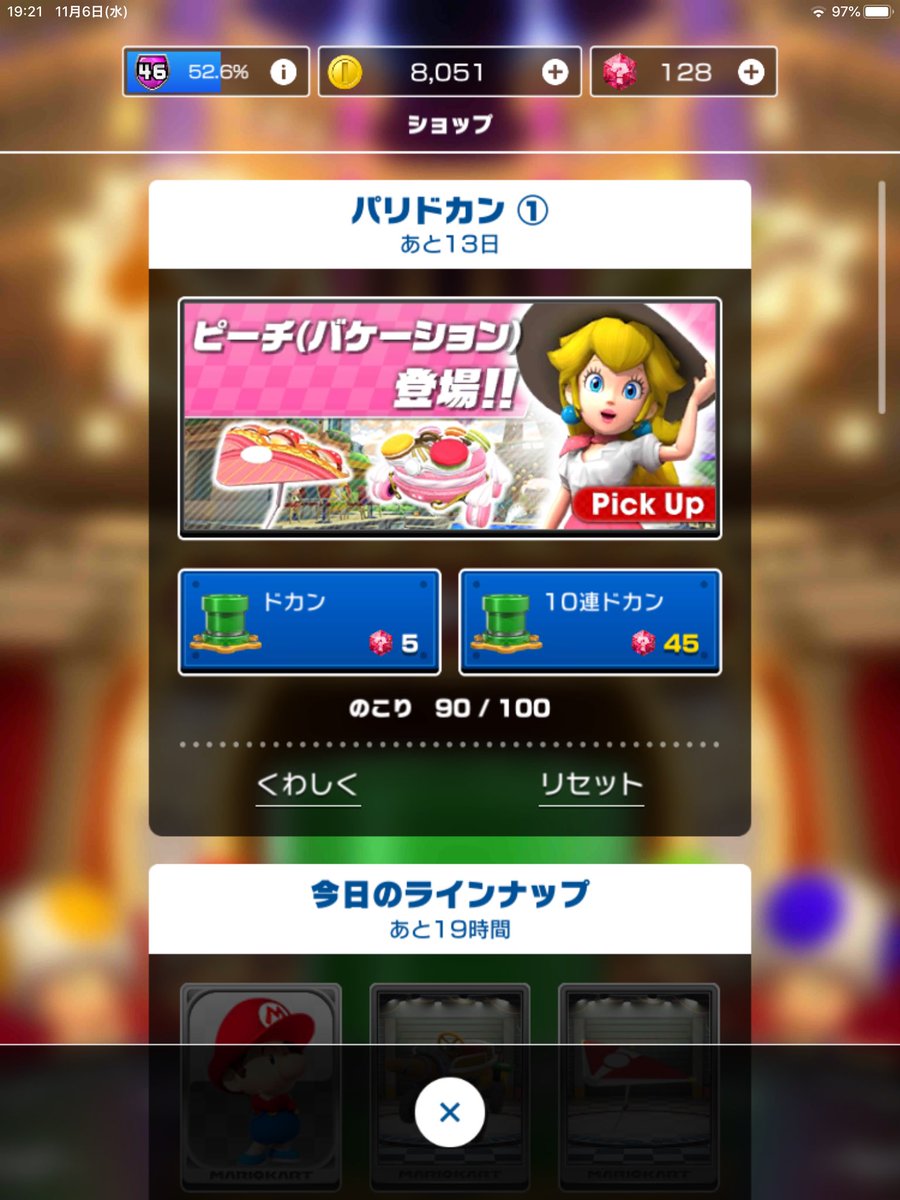 19:21 11月6日(水)
97%
46 52.6% i
8,051
128
ショップ
パリドカン ①
あと13日
ピーチ(バケーション)
登場!!
Pick Up
ドカン
5
10連ドカン
45
のこり 90 / 100
くわしく
リセット
今日のラインナップ
あと19時間
M
MARIOKART
MARIOKART
MARIOKART